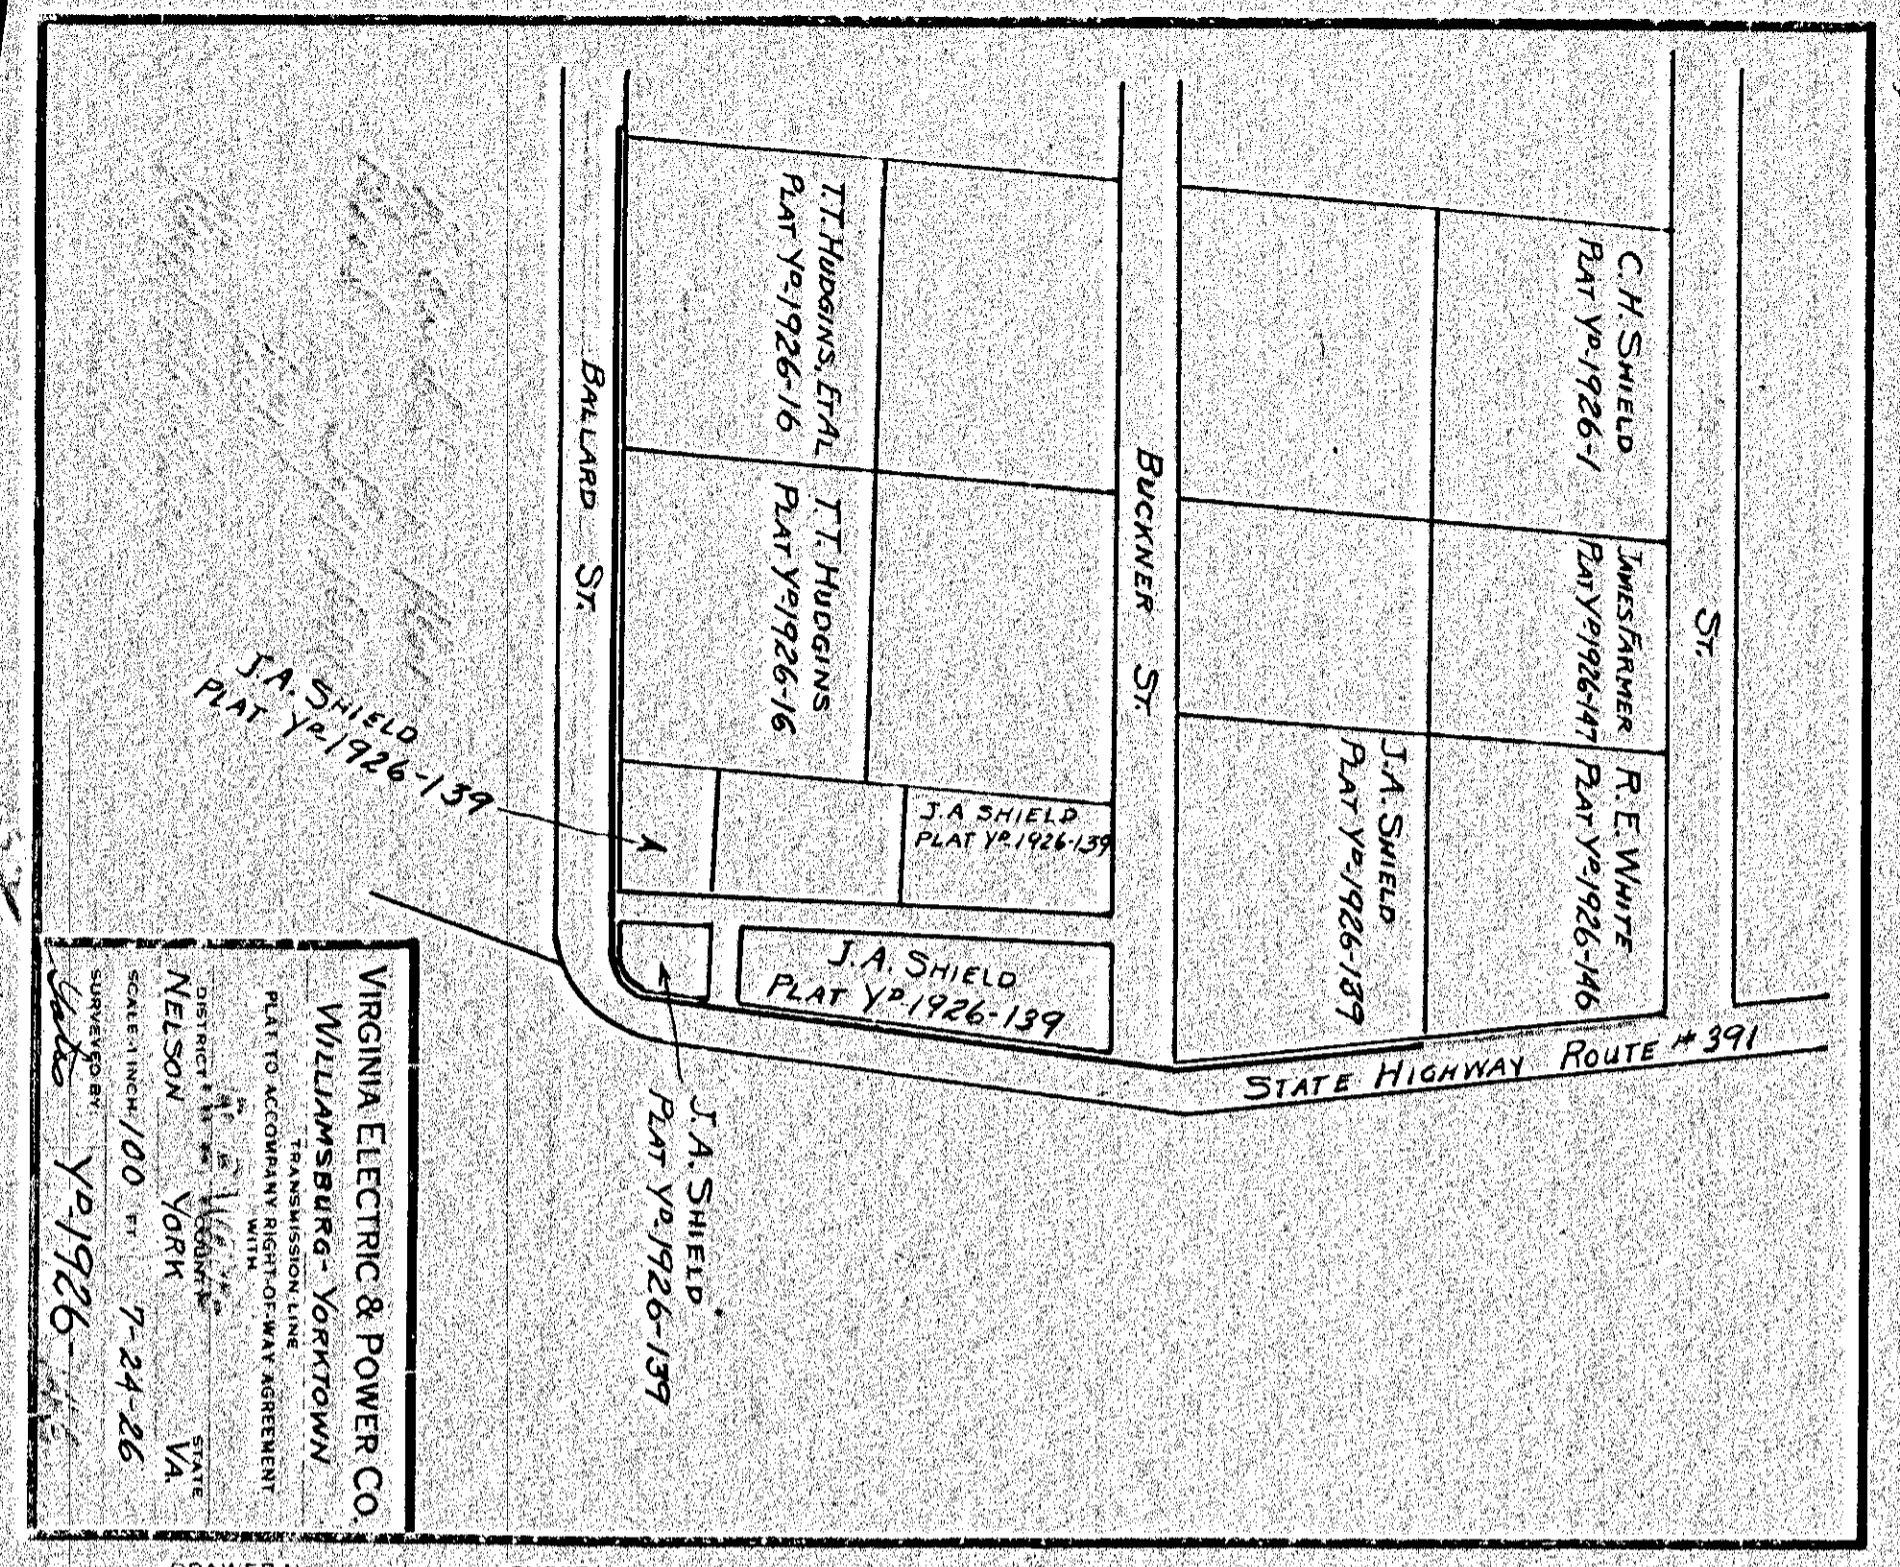 C.H. SHIELD
PLAT YP-1926-1
JAMES FARMER
PLAT YP-1926-147
R.E. WHITE
PLAT YP-1926-146
ST.
J.A. SHIELD
PLAT YP-1926-139
BUCKNER ST.
STATE HIGHWAY ROUTE #391
T.T. HUDGINS, ET AL
PLAT YP-1926-16
T.T. HUDGINS
PLAT YP-1926-16
J.A SHIELD
PLAT YP-1926-139
J.A. SHIELD
PLAT YP-1926-139
BALLARD ST.
J.A. SHIELD
PLAT YP-1926-139
J.A. SHIELD
PLAT YP-1926-139
VIRGINIA ELECTRIC & POWER CO.
WILLIAMSBURG - YORKTOWN
TRANSMISSION LINE
PLAT TO ACCOMPANY RIGHT-OF-WAY AGREEMENT
WITH
DISTRICT COUNTY STATE
NELSON YORK VA.
SCALE-1 INCH 100 FT. 7-24-26
SURVEYED BY
YP-1926-